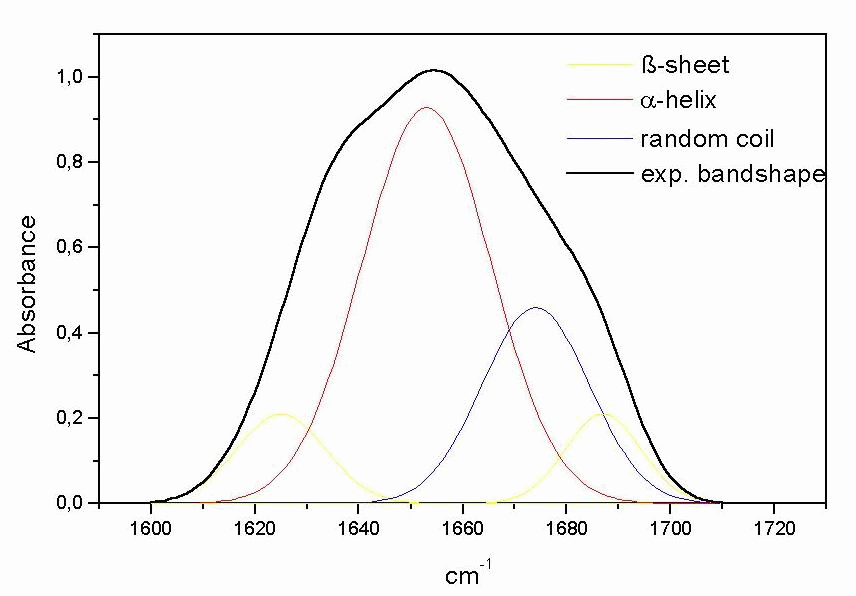 ß-sheet
α-helix
random coil
exp. bandshape
1,0
0,8
0,6
0,4
0,2
0,0
Absorbance
1600 1620 1640 1660 1680 1700 1720
cm-1